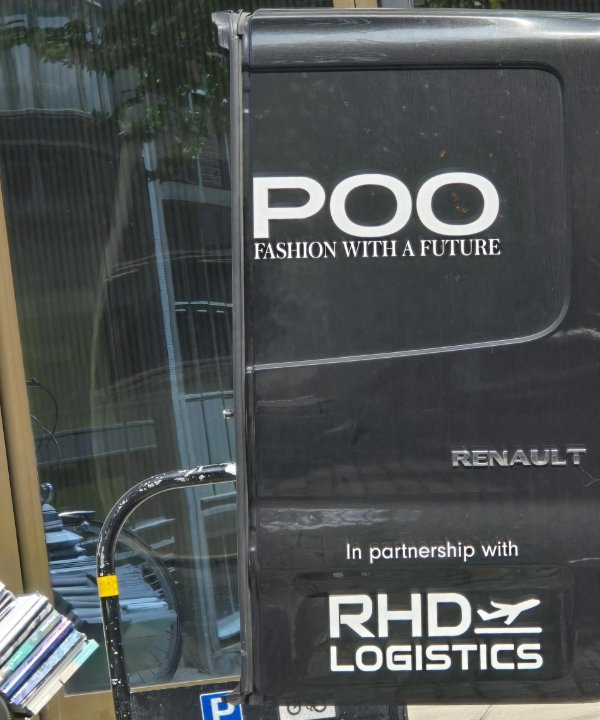 POO
FASHION WITH A FUTURE
RENAULT
In partnership with
RHD
LOGISTICS
P